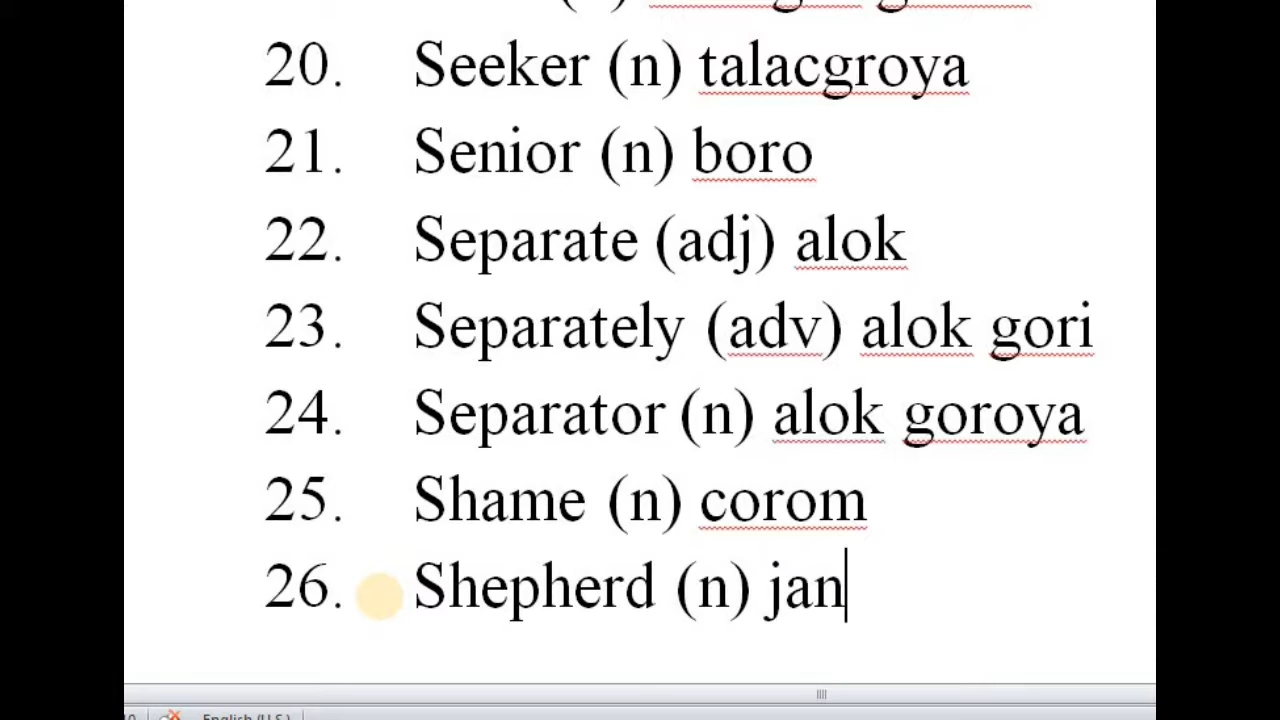 20. Seeker (n) talacgroya
21. Senior (n) boro
22. Separate (adj) alok
23. Separately (adv) alok gori
24. Separator (n) alok goroya
25. Shame (n) corom
26. Shepherd (n) jan
English (U.S.)